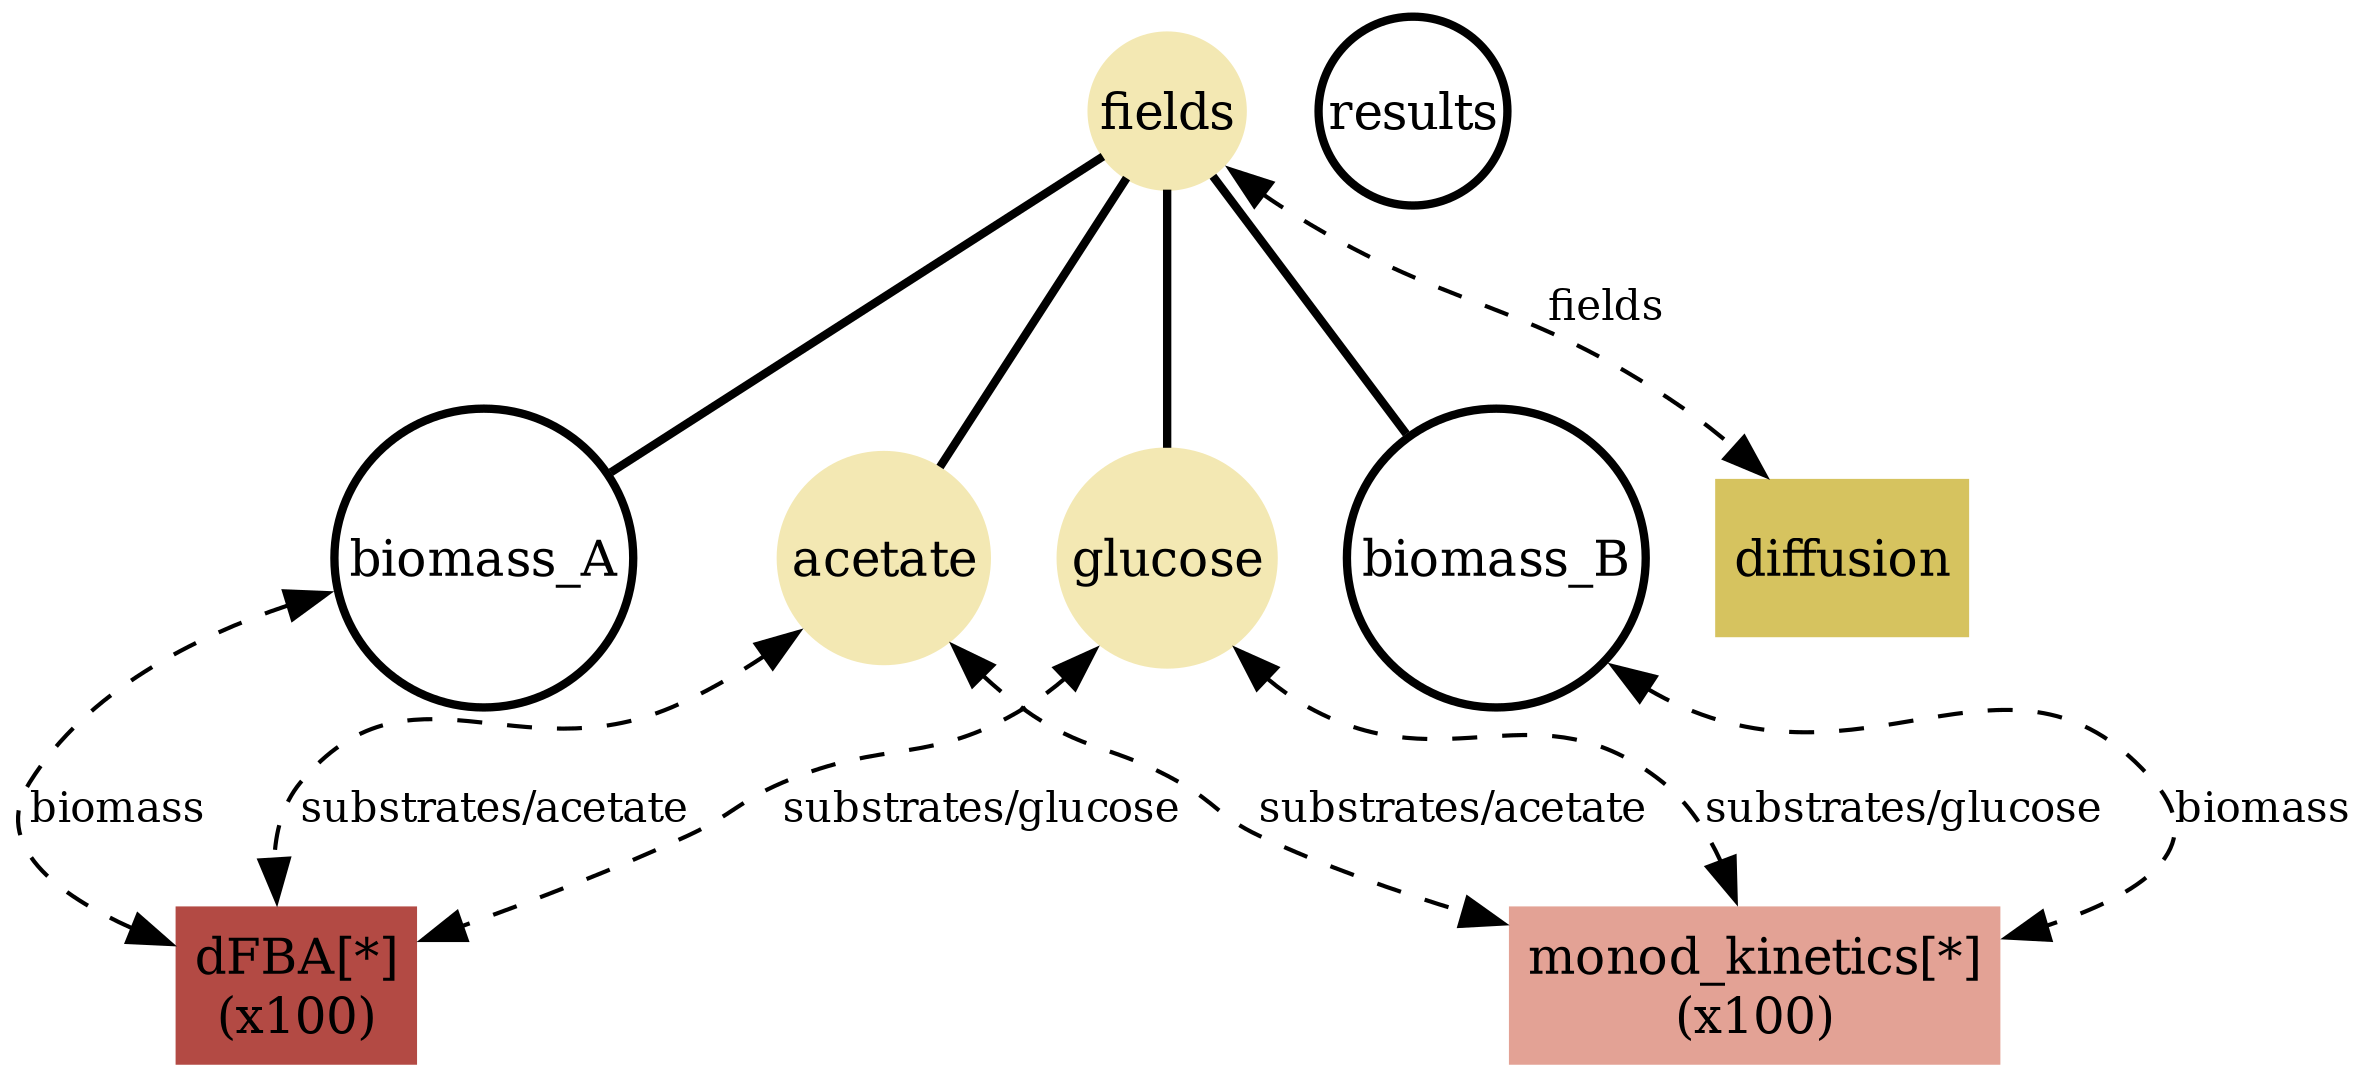 fields
results
fields
biomass_A
acetate
glucose
biomass_B
diffusion
biomass
substrates/acetate
substrates/glucose
substrates/acetate
substrates/glucose
biomass
dFBA[*]
(x100)
monod_kinetics[*]
(x100)